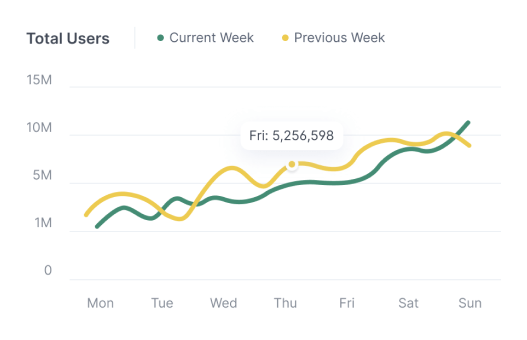 Total Users
Current Week
Previous Week
15M
10M
5M
1M
0
Fri: 5,256,598
Mon Tue Wed Thu Fri Sat Sun